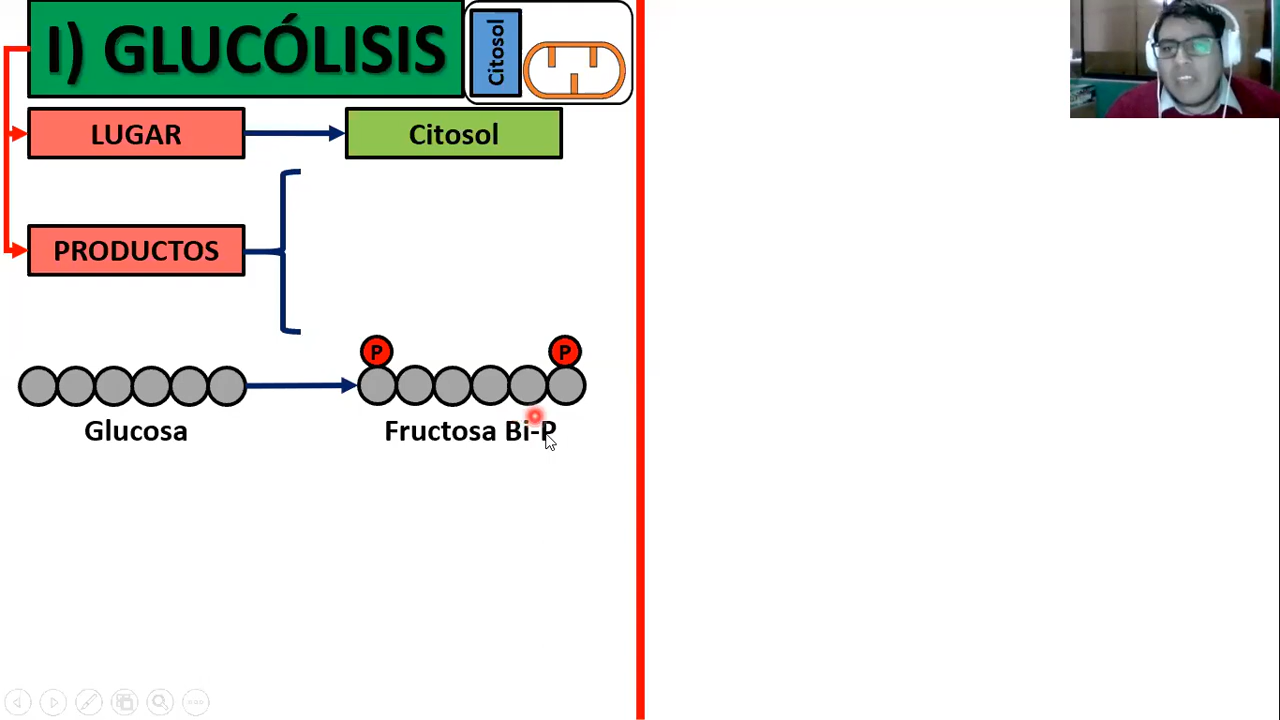 I) GLUCÓLISIS
Citosol
LUGAR
Citosol
PRODUCTOS
P
P
Glucosa
Fructosa Bi-P